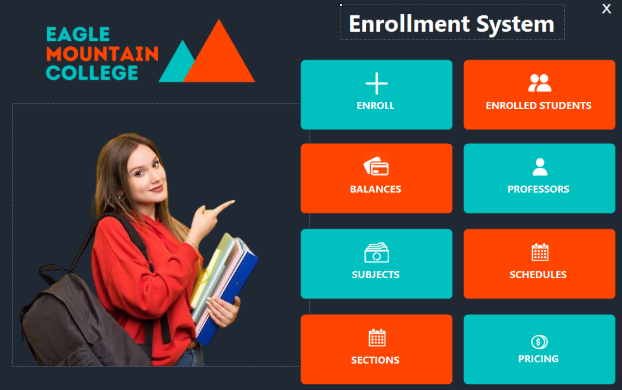 EAGLE
MOUNTAIN
COLLEGE
Enrollment System
X
ENROLL
ENROLLED STUDENTS
BALANCES
PROFESSORS
SUBJECTS
SCHEDULES
SECTIONS
PRICING